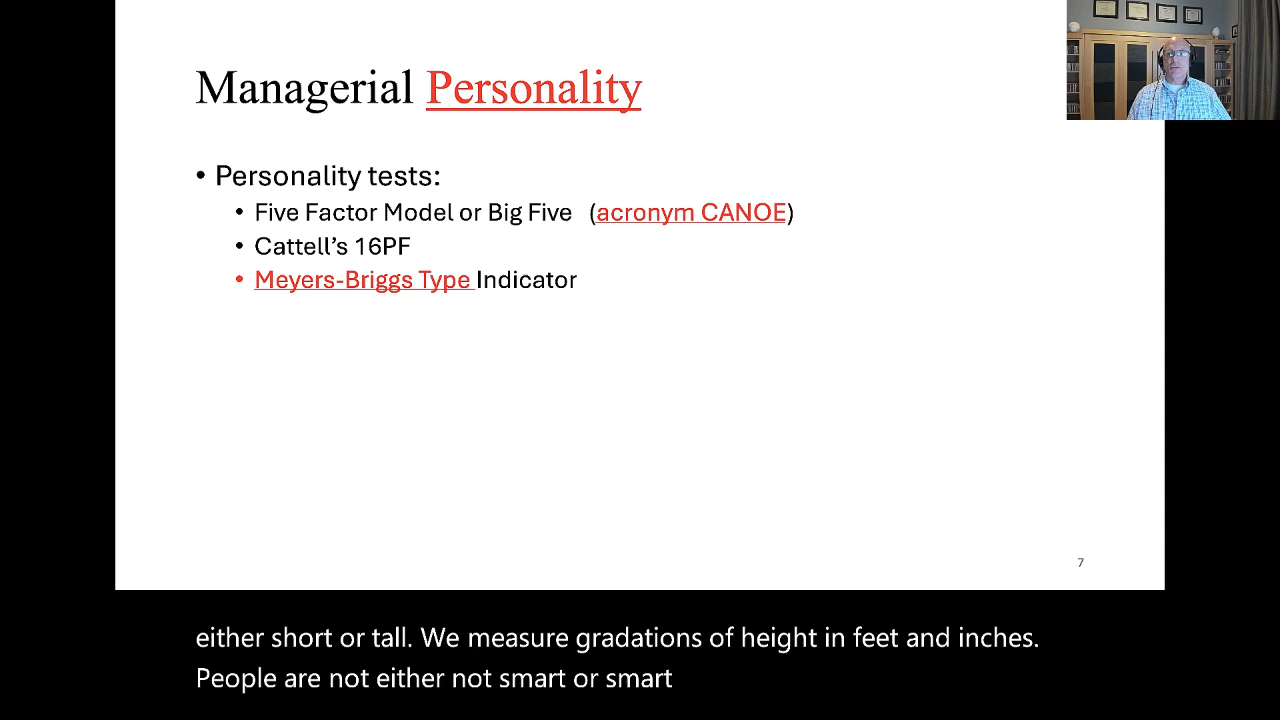 Managerial Personality
• Personality tests:
• Five Factor Model or Big Five (acronym CANOE)
• Cattell’s 16PF
• Meyers-Briggs Type Indicator
7
either short or tall. We measure gradations of height in feet and inches.
People are not either not smart or smart